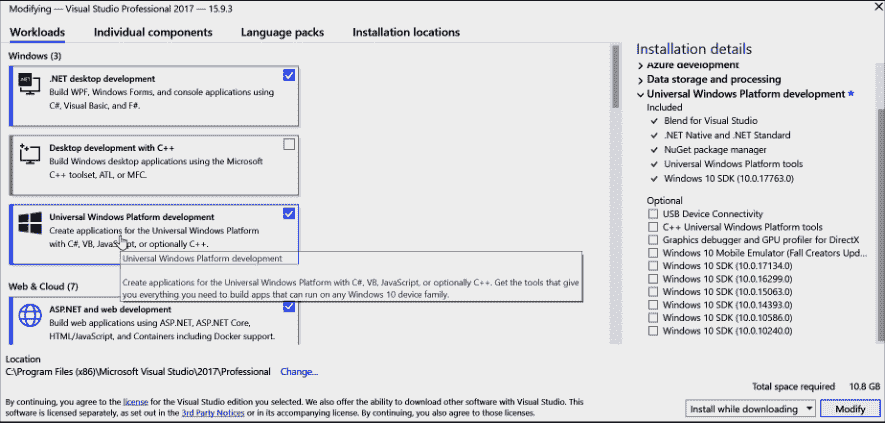 Modifying — Visual Studio Professional 2017 — 15.9.3
Workloads
Individual components
Language packs
Installation locations
Windows (3)
.NET desktop development
Build WPF, Windows Forms, and console applications using
C#, Visual Basic, and F#.
Desktop development with C++
Build Windows desktop applications using the Microsoft
C++ toolset, ATL, or MFC.
Universal Windows Platform development
Create applications for the Universal Windows Platform
with C#, VB, JavaScript, or optionally C++.
Universal Windows Platform development
Create applications for the Universal Windows Platform with C#, VB, JavaScript, or optionally C++. Get the tools that give
you everything you need to build apps that can run on any Windows 10 device family.
Web & Cloud (7)
ASP.NET and web development
Build web applications using ASP.NET, ASP.NET Core,
HTML/JavaScript, and Containers including Docker support.
Installation details
Azure development
Data storage and processing
Universal Windows Platform development *
Included
Blend for Visual Studio
.NET Native and .NET Standard
NuGet package manager
Universal Windows Platform tools
Windows 10 SDK (10.0.17763.0)
Optional
USB Device Connectivity
C++ Universal Windows Platform tools
Graphics debugger and GPU profiler for DirectX
Windows 10 Mobile Emulator (Fall Creators Upd...
Windows 10 SDK (10.0.17134.0)
Windows 10 SDK (10.0.16299.0)
Windows 10 SDK (10.0.15063.0)
Windows 10 SDK (10.0.14393.0)
Windows 10 SDK (10.0.10586.0)
Windows 10 SDK (10.0.10240.0)
Location
C:\Program Files (x86)\Microsoft Visual Studio\2017\Professional Change...
Total space required 10.8 GB
By continuing, you agree to the license for the Visual Studio edition you selected. We also offer the ability to download other software with Visual Studio. This
software is licensed separately, as set out in the 3rd Party Notices or in its accompanying license. By continuing, you also agree to those licenses.
Install while downloading
Modify